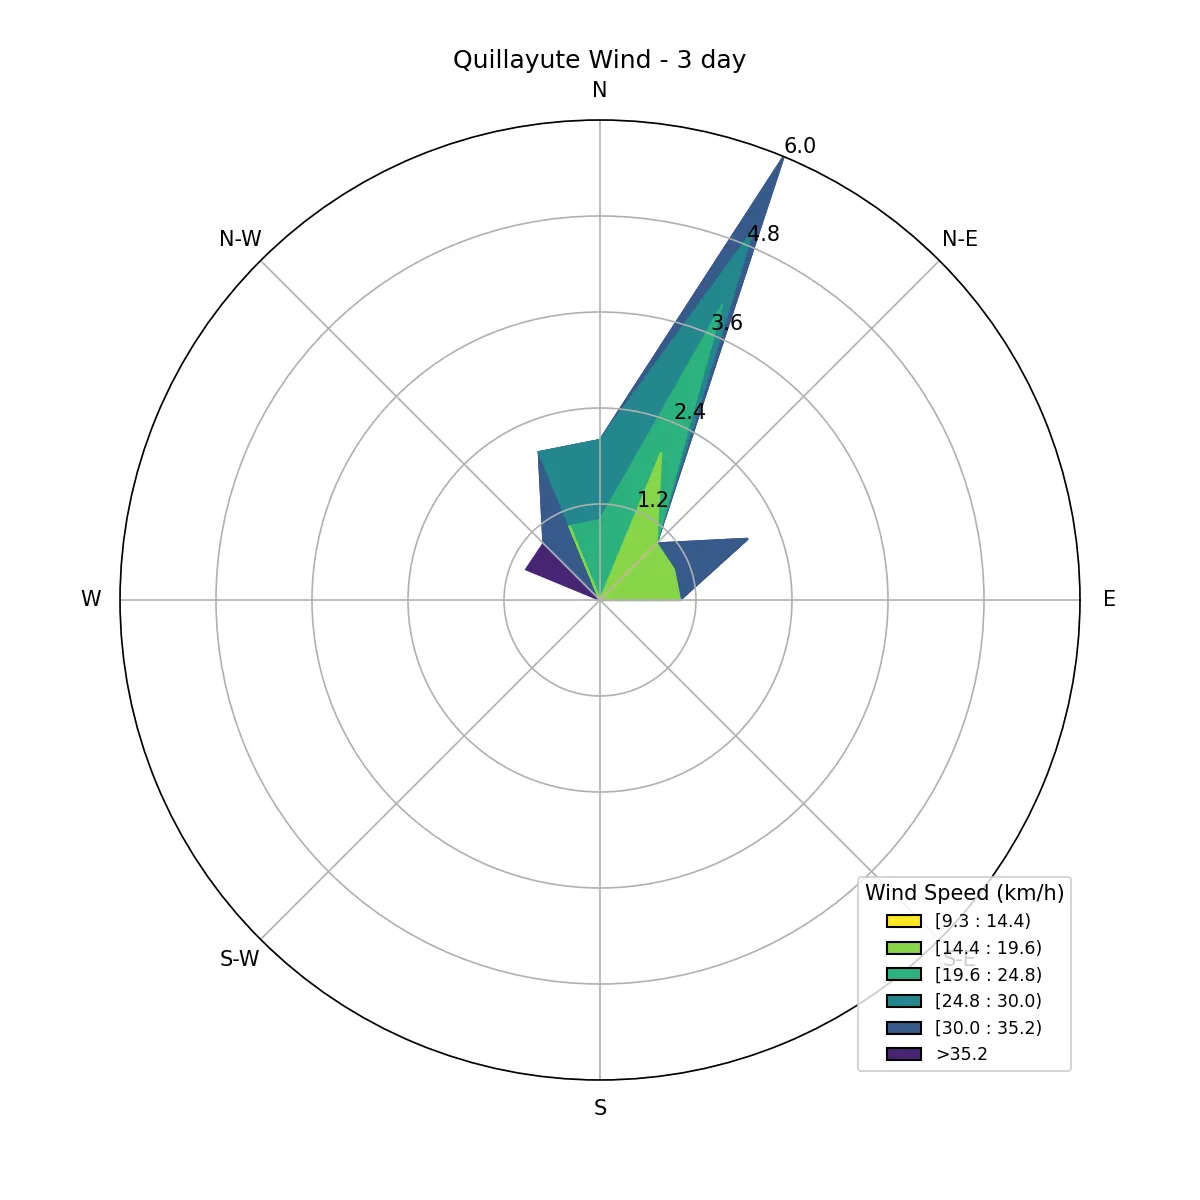 Quillayute Wind - 3 day
N
6.0
N-W
4.8
N-E
3.6
2.4
1.2
W
E
Wind Speed (km/h)
[9.3 : 14.4)
[14.4 : 19.6)
S-W
S-E
[19.6 : 24.8)
[24.8 : 30.0)
[30.0 : 35.2)
>35.2
S